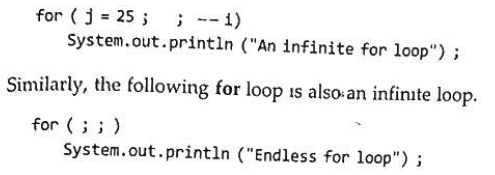 for ( j = 25 ;   ; -- i)
System.out.println ("An infinite for loop") ;
Similarly, the following for loop is also an infinite loop.
for ( ; ; )
System.out.println ("Endless for loop") ;